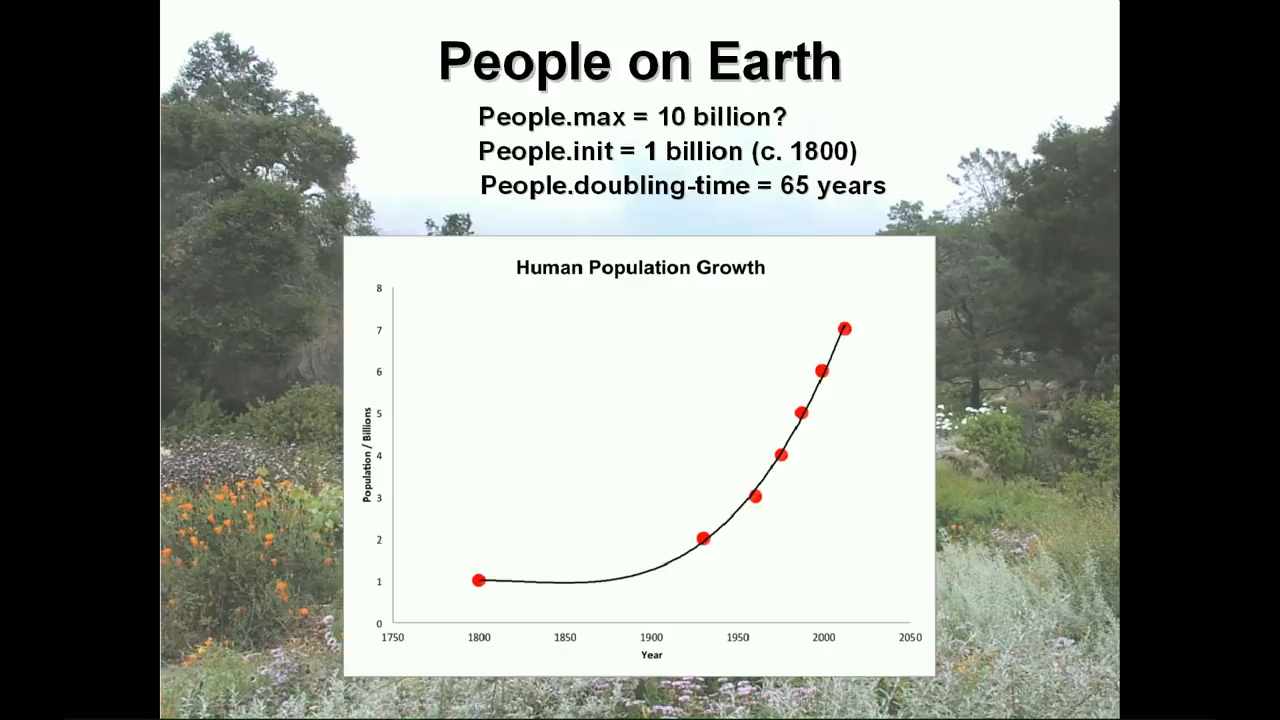 People on Earth
People.max = 10 billion?
People.init = 1 billion (c. 1800)
People.doubling-time = 65 years
Human Population Growth
8
7
6
5
4
3
2
1
0
Population / Billions
1750 1800 1850 1900 1950 2000 2050
Year